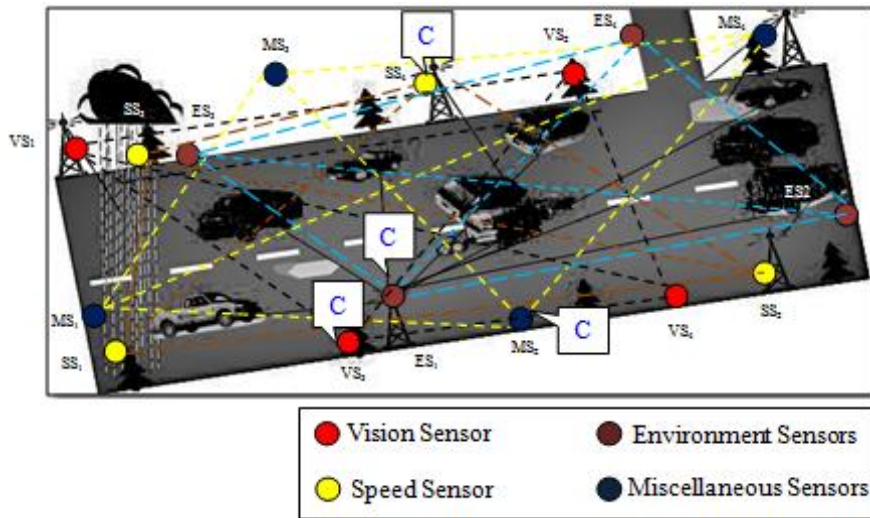 ES₄
MS₄
C
VS₂
MS₃
SS₄
SS₃
ES₃
VS₁
ES2
C
C
MS₁
C
SS₂
MS₂
VS₄
SS₁
VS₃
ES₁
Vision Sensor
Environment Sensors
Speed Sensor
Miscellaneous Sensors